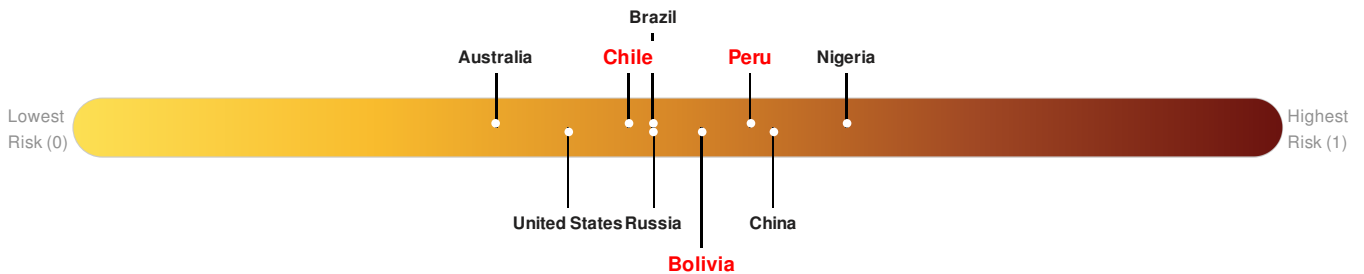 Brazil
Australia
Chile
Peru
Nigeria
Lowest
Risk (0)
Highest
Risk (1)
United States
Russia
China
Bolivia